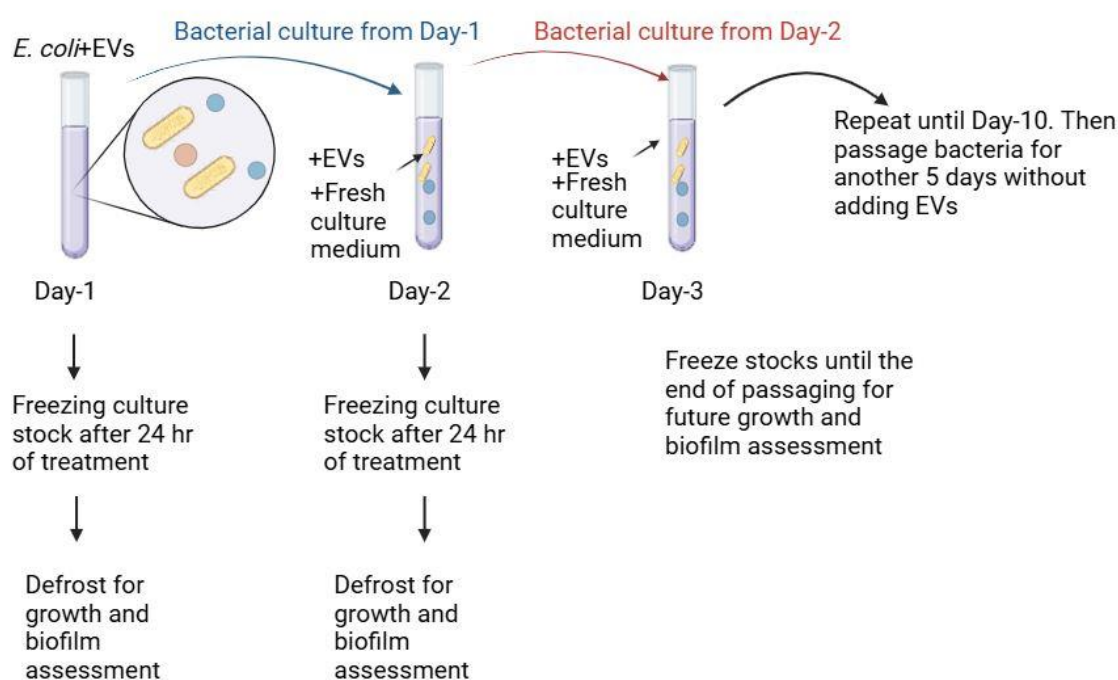 E. coli+EVs
Bacterial culture from Day-1
Bacterial culture from Day-2
+EVs
+Fresh
culture
medium
+EVs
+Fresh
culture
medium
Repeat until Day-10. Then
passage bacteria for
another 5 days without
adding EVs
Day-1
Day-2
Day-3
Freezing culture
stock after 24 hr
of treatment
Freezing culture
stock after 24 hr
of treatment
Freeze stocks until the
end of passaging for
future growth and
biofilm assessment
Defrost for
growth and
biofilm
assessment
Defrost for
growth and
biofilm
assessment